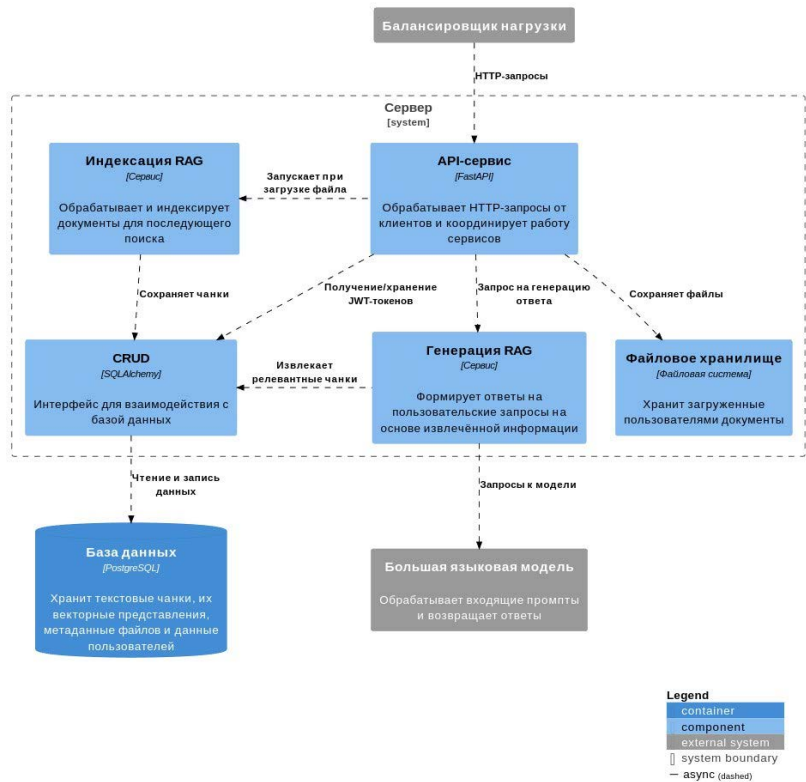 Балансировщик нагрузки
HTTP-запросы
Сервер
[system]
Индексация RAG
[Сервис]
Обрабатывает и индексирует
документы для последующего
поиска
Запускает при
загрузке файла
API-сервис
[FastAPI]
Обрабатывает HTTP-запросы от
клиентов и координирует работу
сервисов
Сохраняет чанки
Получение/хранение
JWT-токенов
Запрос на генерацию
ответа
Сохраняет файлы
CRUD
[SQLAlchemy]
Интерфейс для взаимодействия с
базой данных
Извлекает
релевантные чанки
Генерация RAG
[Сервис]
Формирует ответы на
пользовательские запросы на
основе извлечённой информации
Файловое хранилище
[Файловая система]
Хранит загруженные
пользователями документы
Чтение и запись
данных
Запросы к модели
База данных
[PostgreSQL]
Хранит текстовые чанки, их
векторные представления,
метаданные файлов и данные
пользователей
Большая языковая модель
Обрабатывает входящие промпты
и возвращает ответы
Legend
container
component
external system
system boundary
async (dashed)